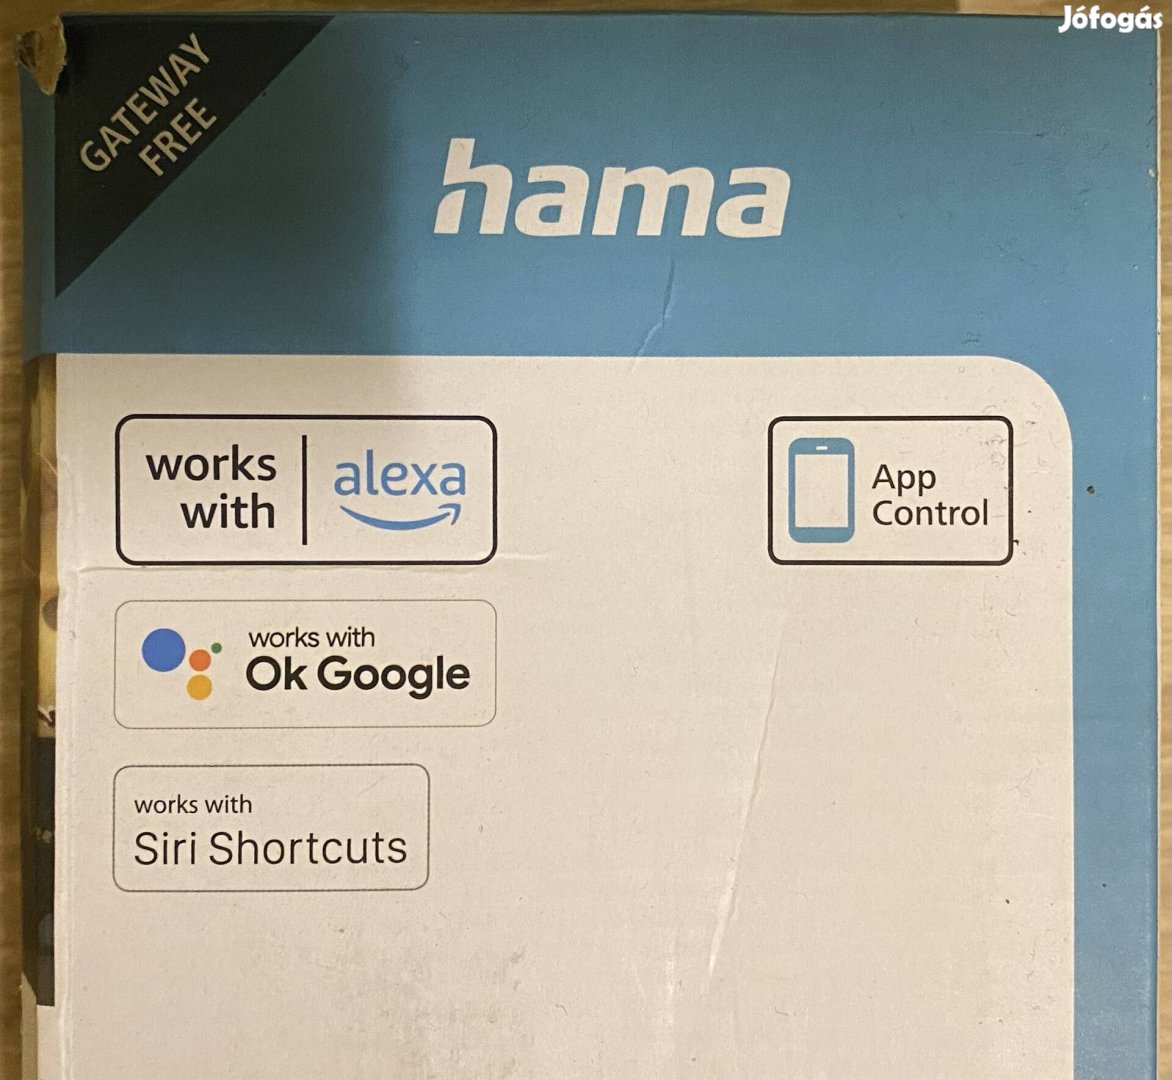 Jófogás
GATEWAY
FREE
hama
works
with
alexa
App
Control
works with
Ok Google
works with
Siri Shortcuts